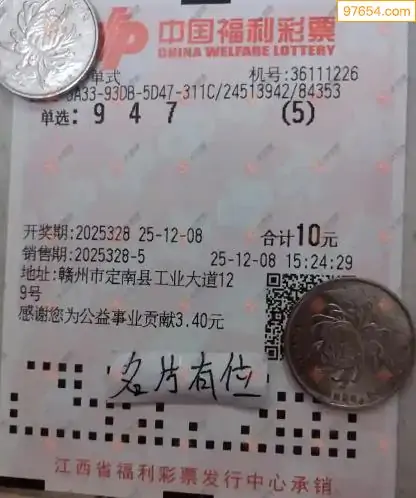 97654.com
中国福利彩票
CHINA WELFARE LOTTERY
单式 机号:36111226
A33-93DB-5D47-311C/24513942/84353
单选: 9 4 7 (5)
开奖期:2025328 25-12-08 合计10元
销售期:2025328-5 25-12-08 15:24:29
地址:赣州市定南县工业大道12
9号
感谢您为公益事业贡献3.40元
名片有位
江西省福利彩票发行中心承销